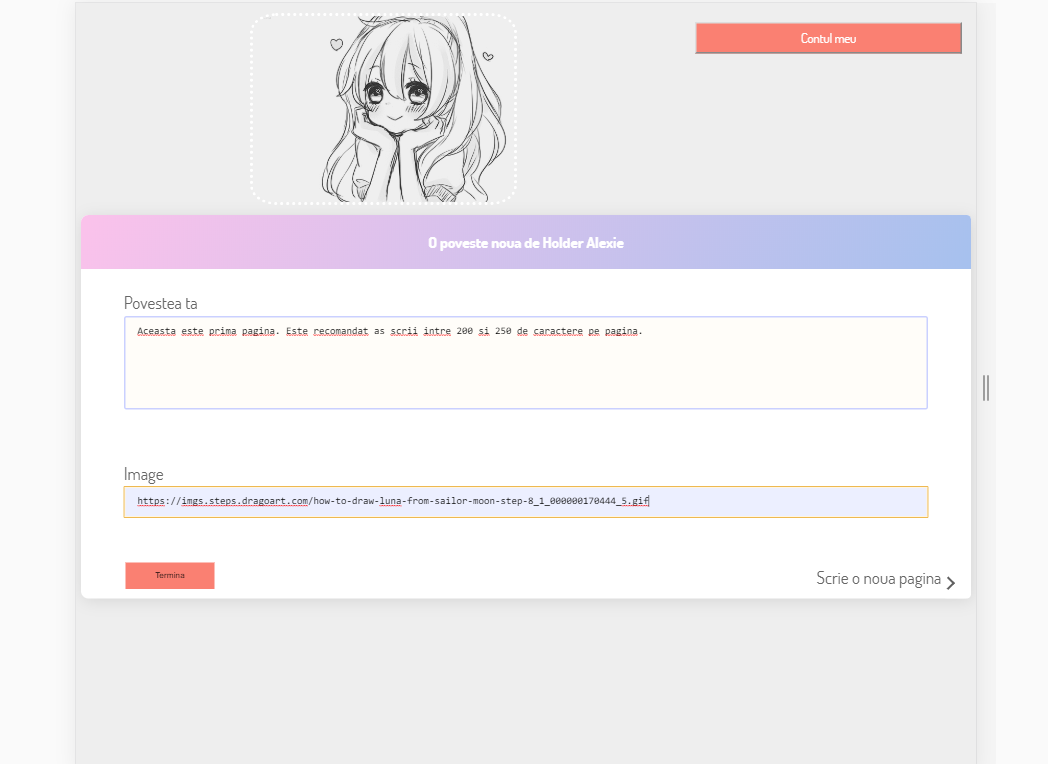 Contul meu
O poveste noua de Holder Alexie
Povestea ta
Aceasta este prima pagina. Este recomandat as scrii intre 200 si 250 de caractere pe pagina.
Image
https://imgs.steps.dragoart.com/how-to-draw-luna-from-sailor-moon-step-8_1_000000170444_5.gif
Termina
Scrie o noua pagina